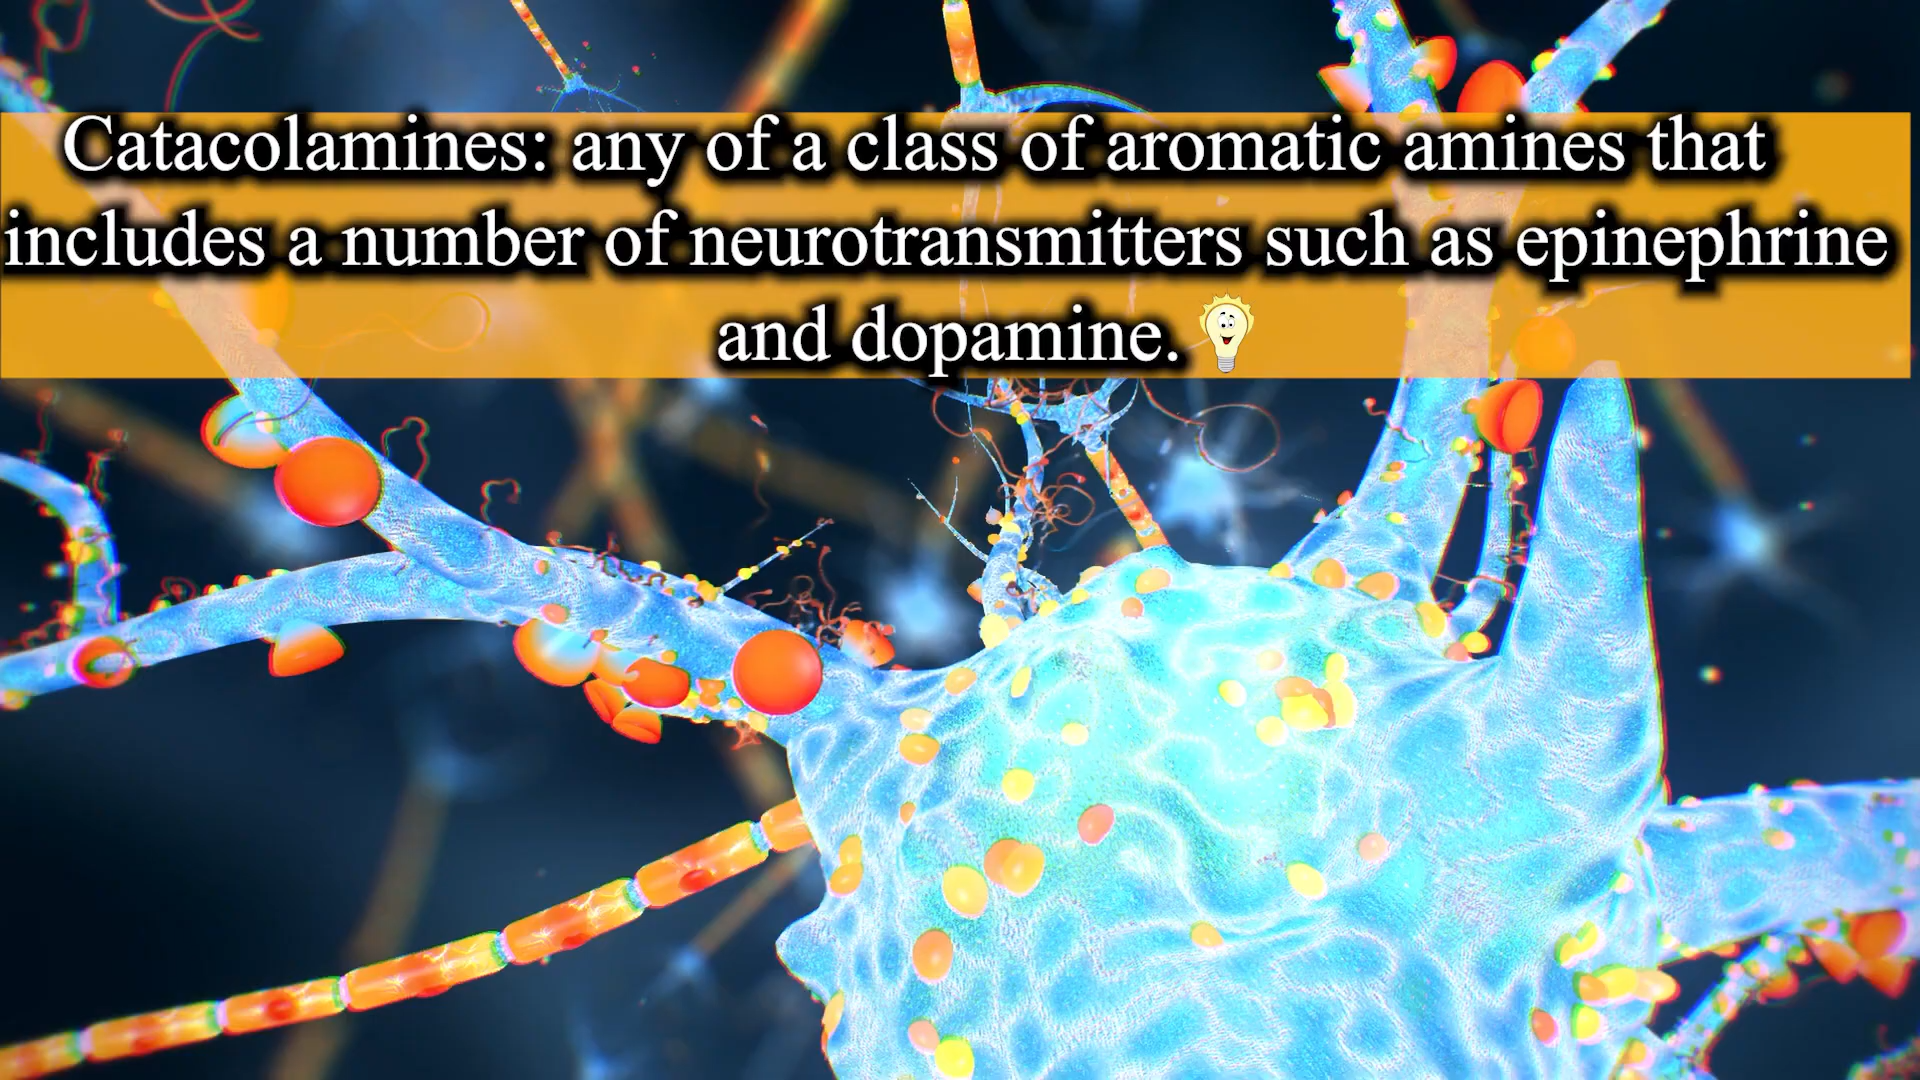 Catacolamines: any of a class of aromatic amines that
includes a number of neurotransmitters such as epinephrine
and dopamine.